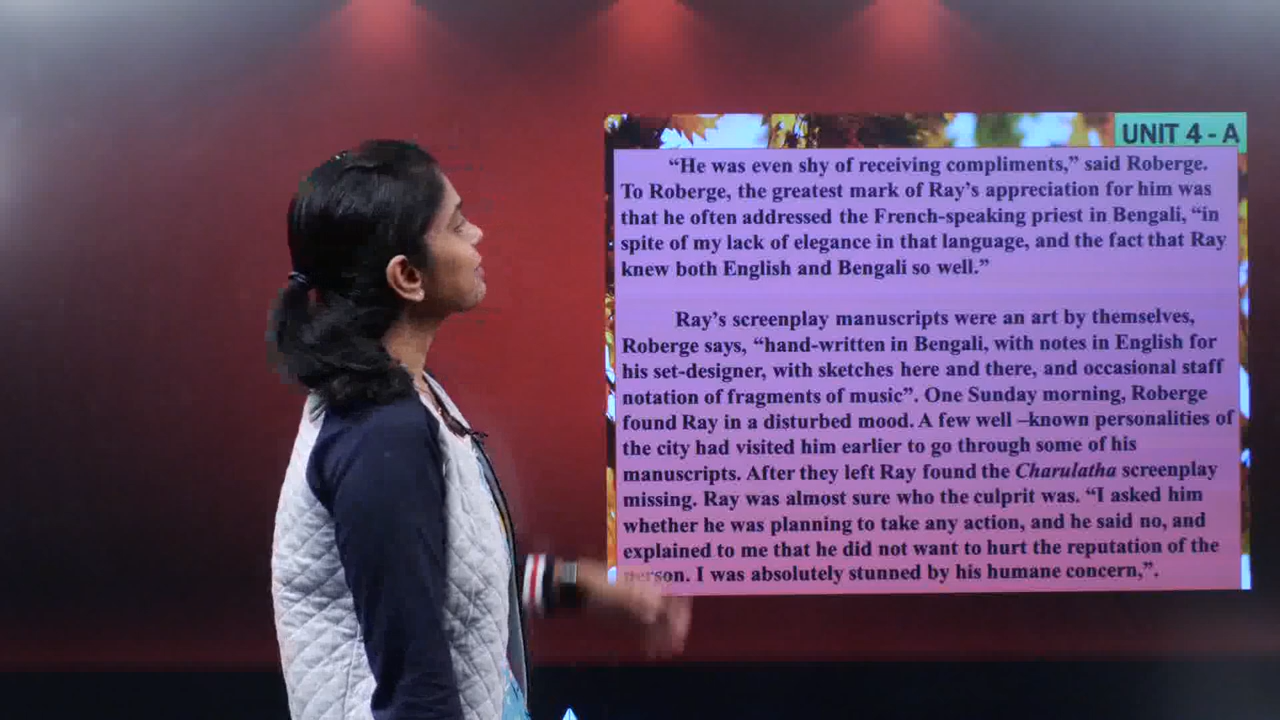 UNIT 4 - A
“He was even shy of receiving compliments,” said Roberge.
To Roberge, the greatest mark of Ray’s appreciation for him was
that he often addressed the French-speaking priest in Bengali, “in
spite of my lack of elegance in that language, and the fact that Ray
knew both English and Bengali so well.”
Ray’s screenplay manuscripts were an art by themselves,
Roberge says, “hand-written in Bengali, with notes in English for
his set-designer, with sketches here and there, and occasional staff
notation of fragments of music”. One Sunday morning, Roberge
found Ray in a disturbed mood. A few well –known personalities of
the city had visited him earlier to go through some of his
manuscripts. After they left Ray found the Charulatha screenplay
missing. Ray was almost sure who the culprit was. “I asked him
whether he was planning to take any action, and he said no, and
explained to me that he did not want to hurt the reputation of the
person. I was absolutely stunned by his humane concern,”.